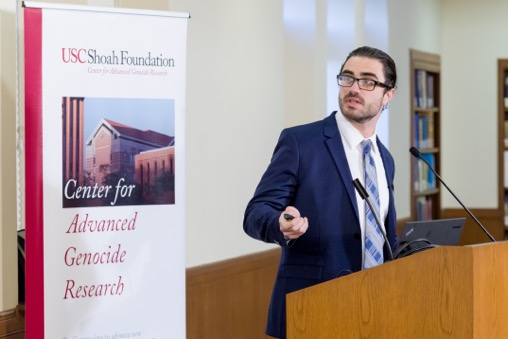 USC Shoah Foundation
Center for Advanced Genocide Research
Center for
Advanced
Genocide
Research